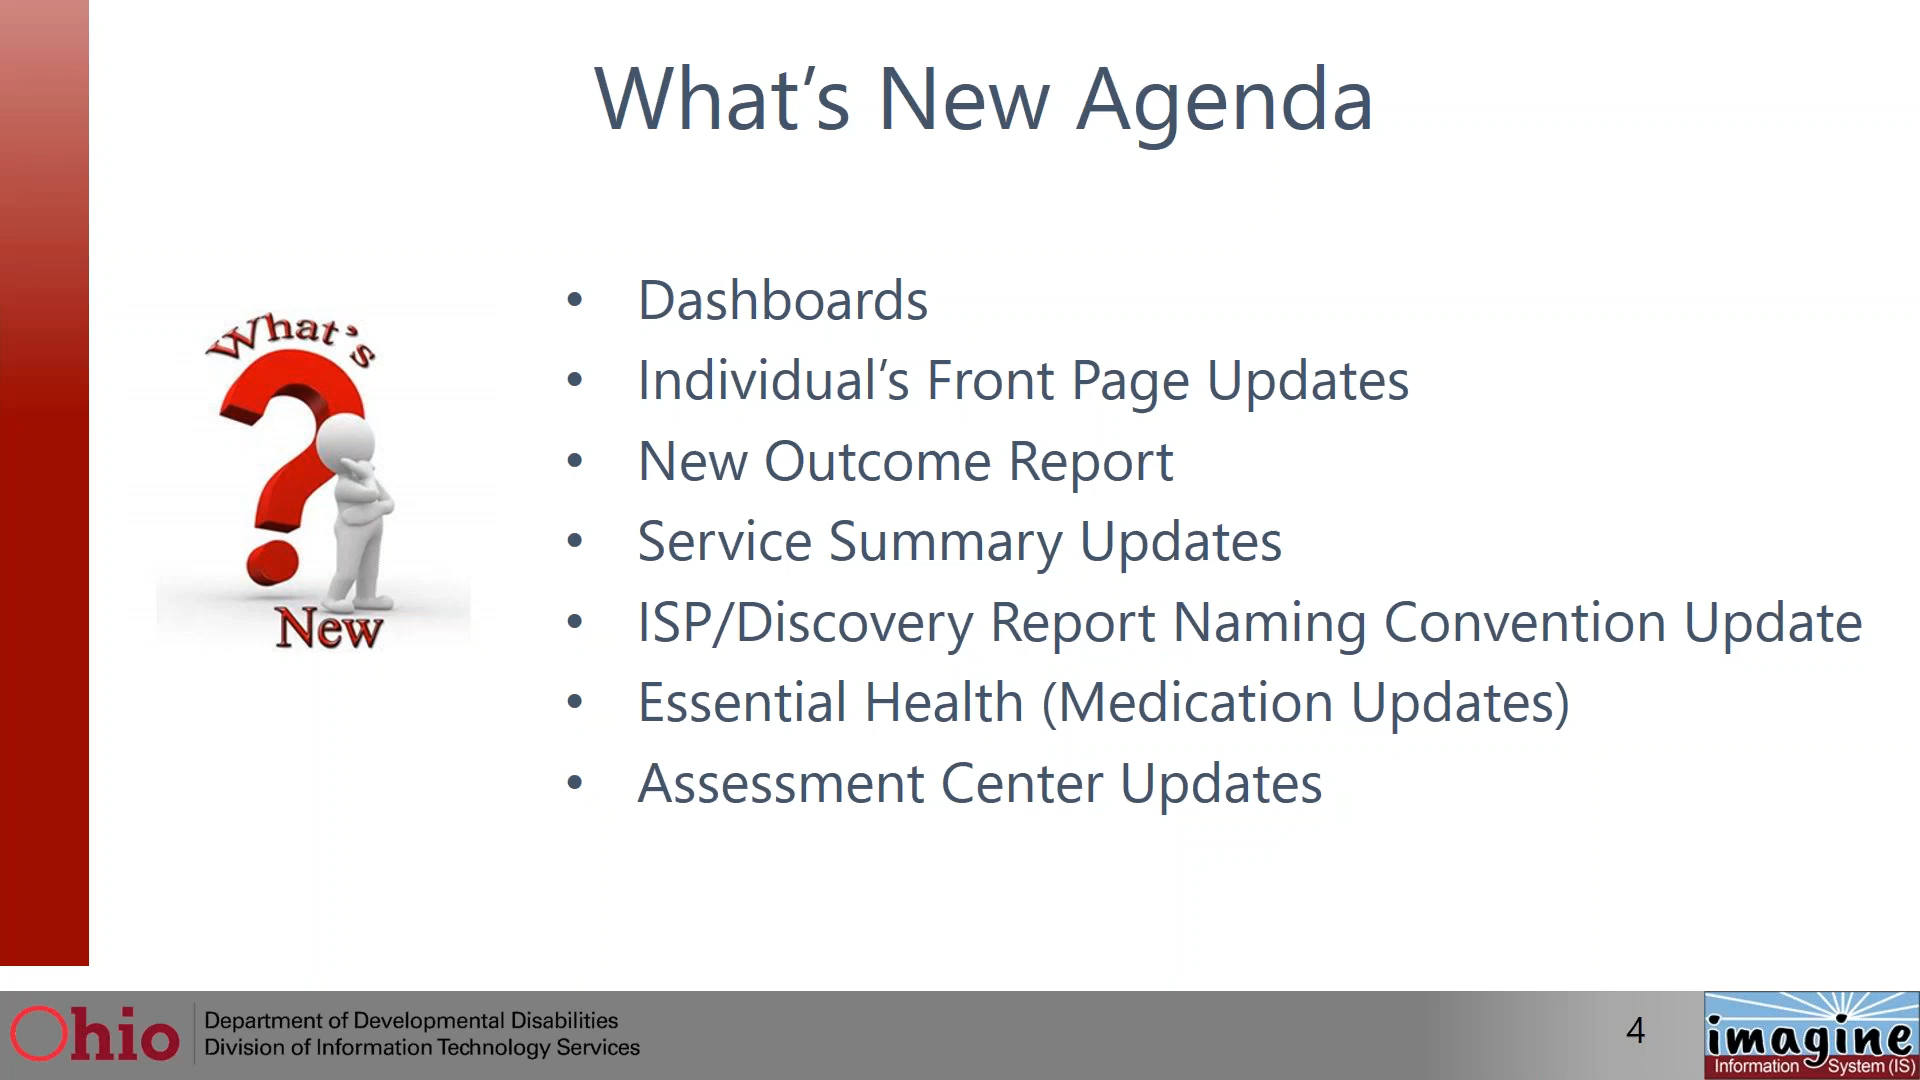 What’s New Agenda
What's
New
• Dashboards
• Individual’s Front Page Updates
• New Outcome Report
• Service Summary Updates
• ISP/Discovery Report Naming Convention Update
• Essential Health (Medication Updates)
• Assessment Center Updates
Ohio
Department of Developmental Disabilities
Division of Information Technology Services
4
imagine
Information System (IS)